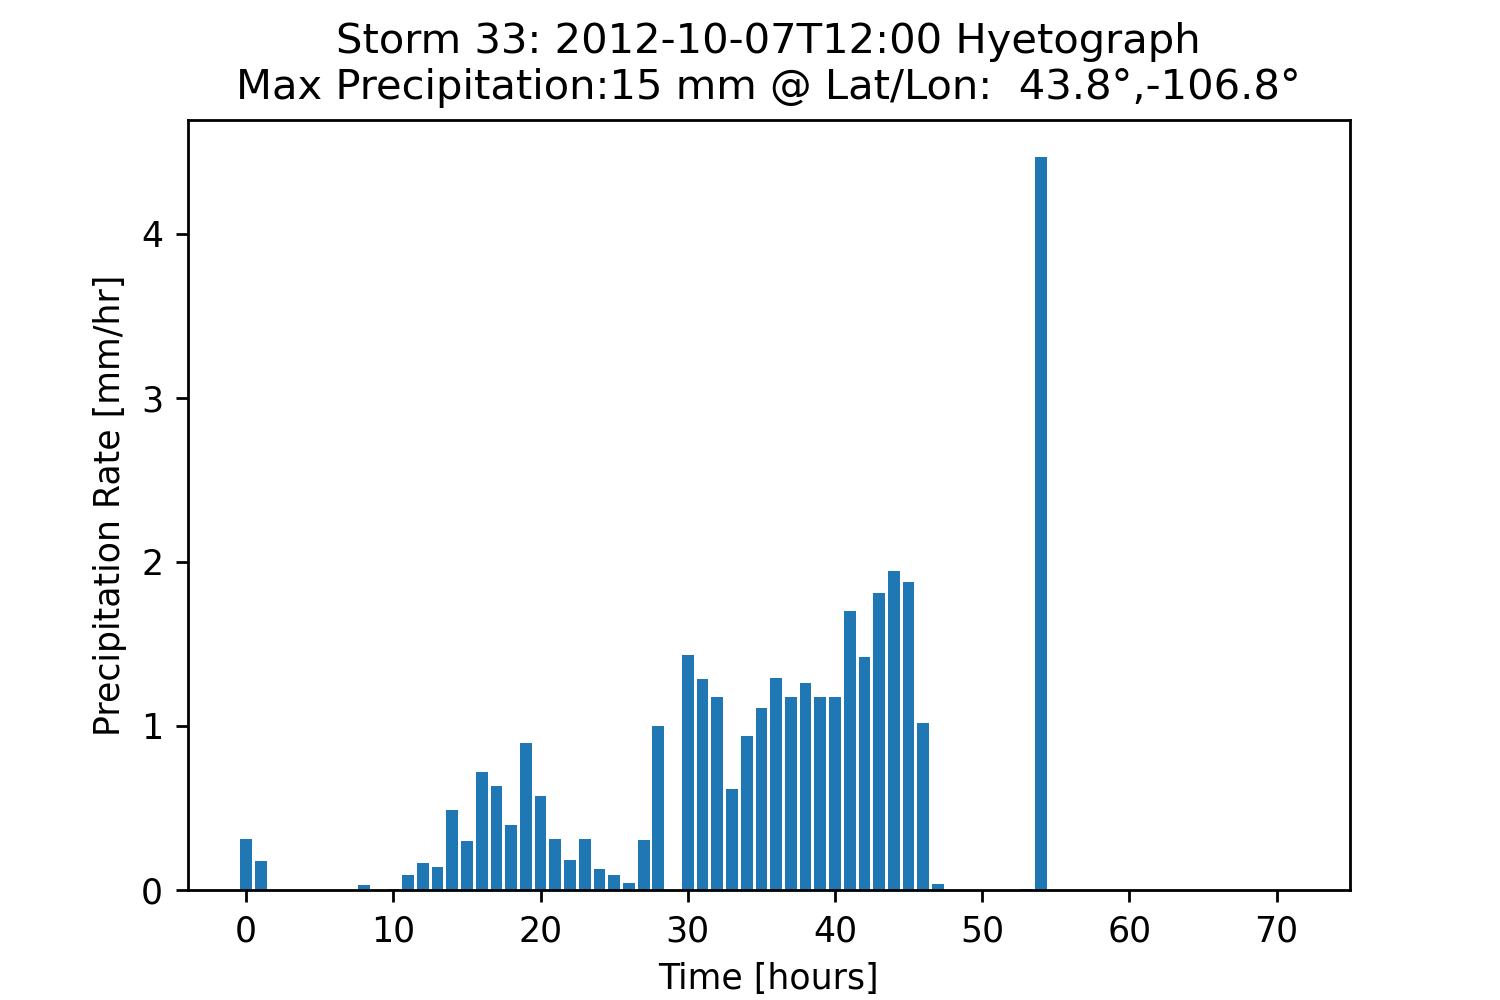 Storm 33: 2012-10-07T12:00 Hyetograph
Max Precipitation:15 mm @ Lat/Lon:  43.8°,-106.8°
4
3
2
1
0
Precipitation Rate [mm/hr]
0 10 20 30 40 50 60 70
Time [hours]